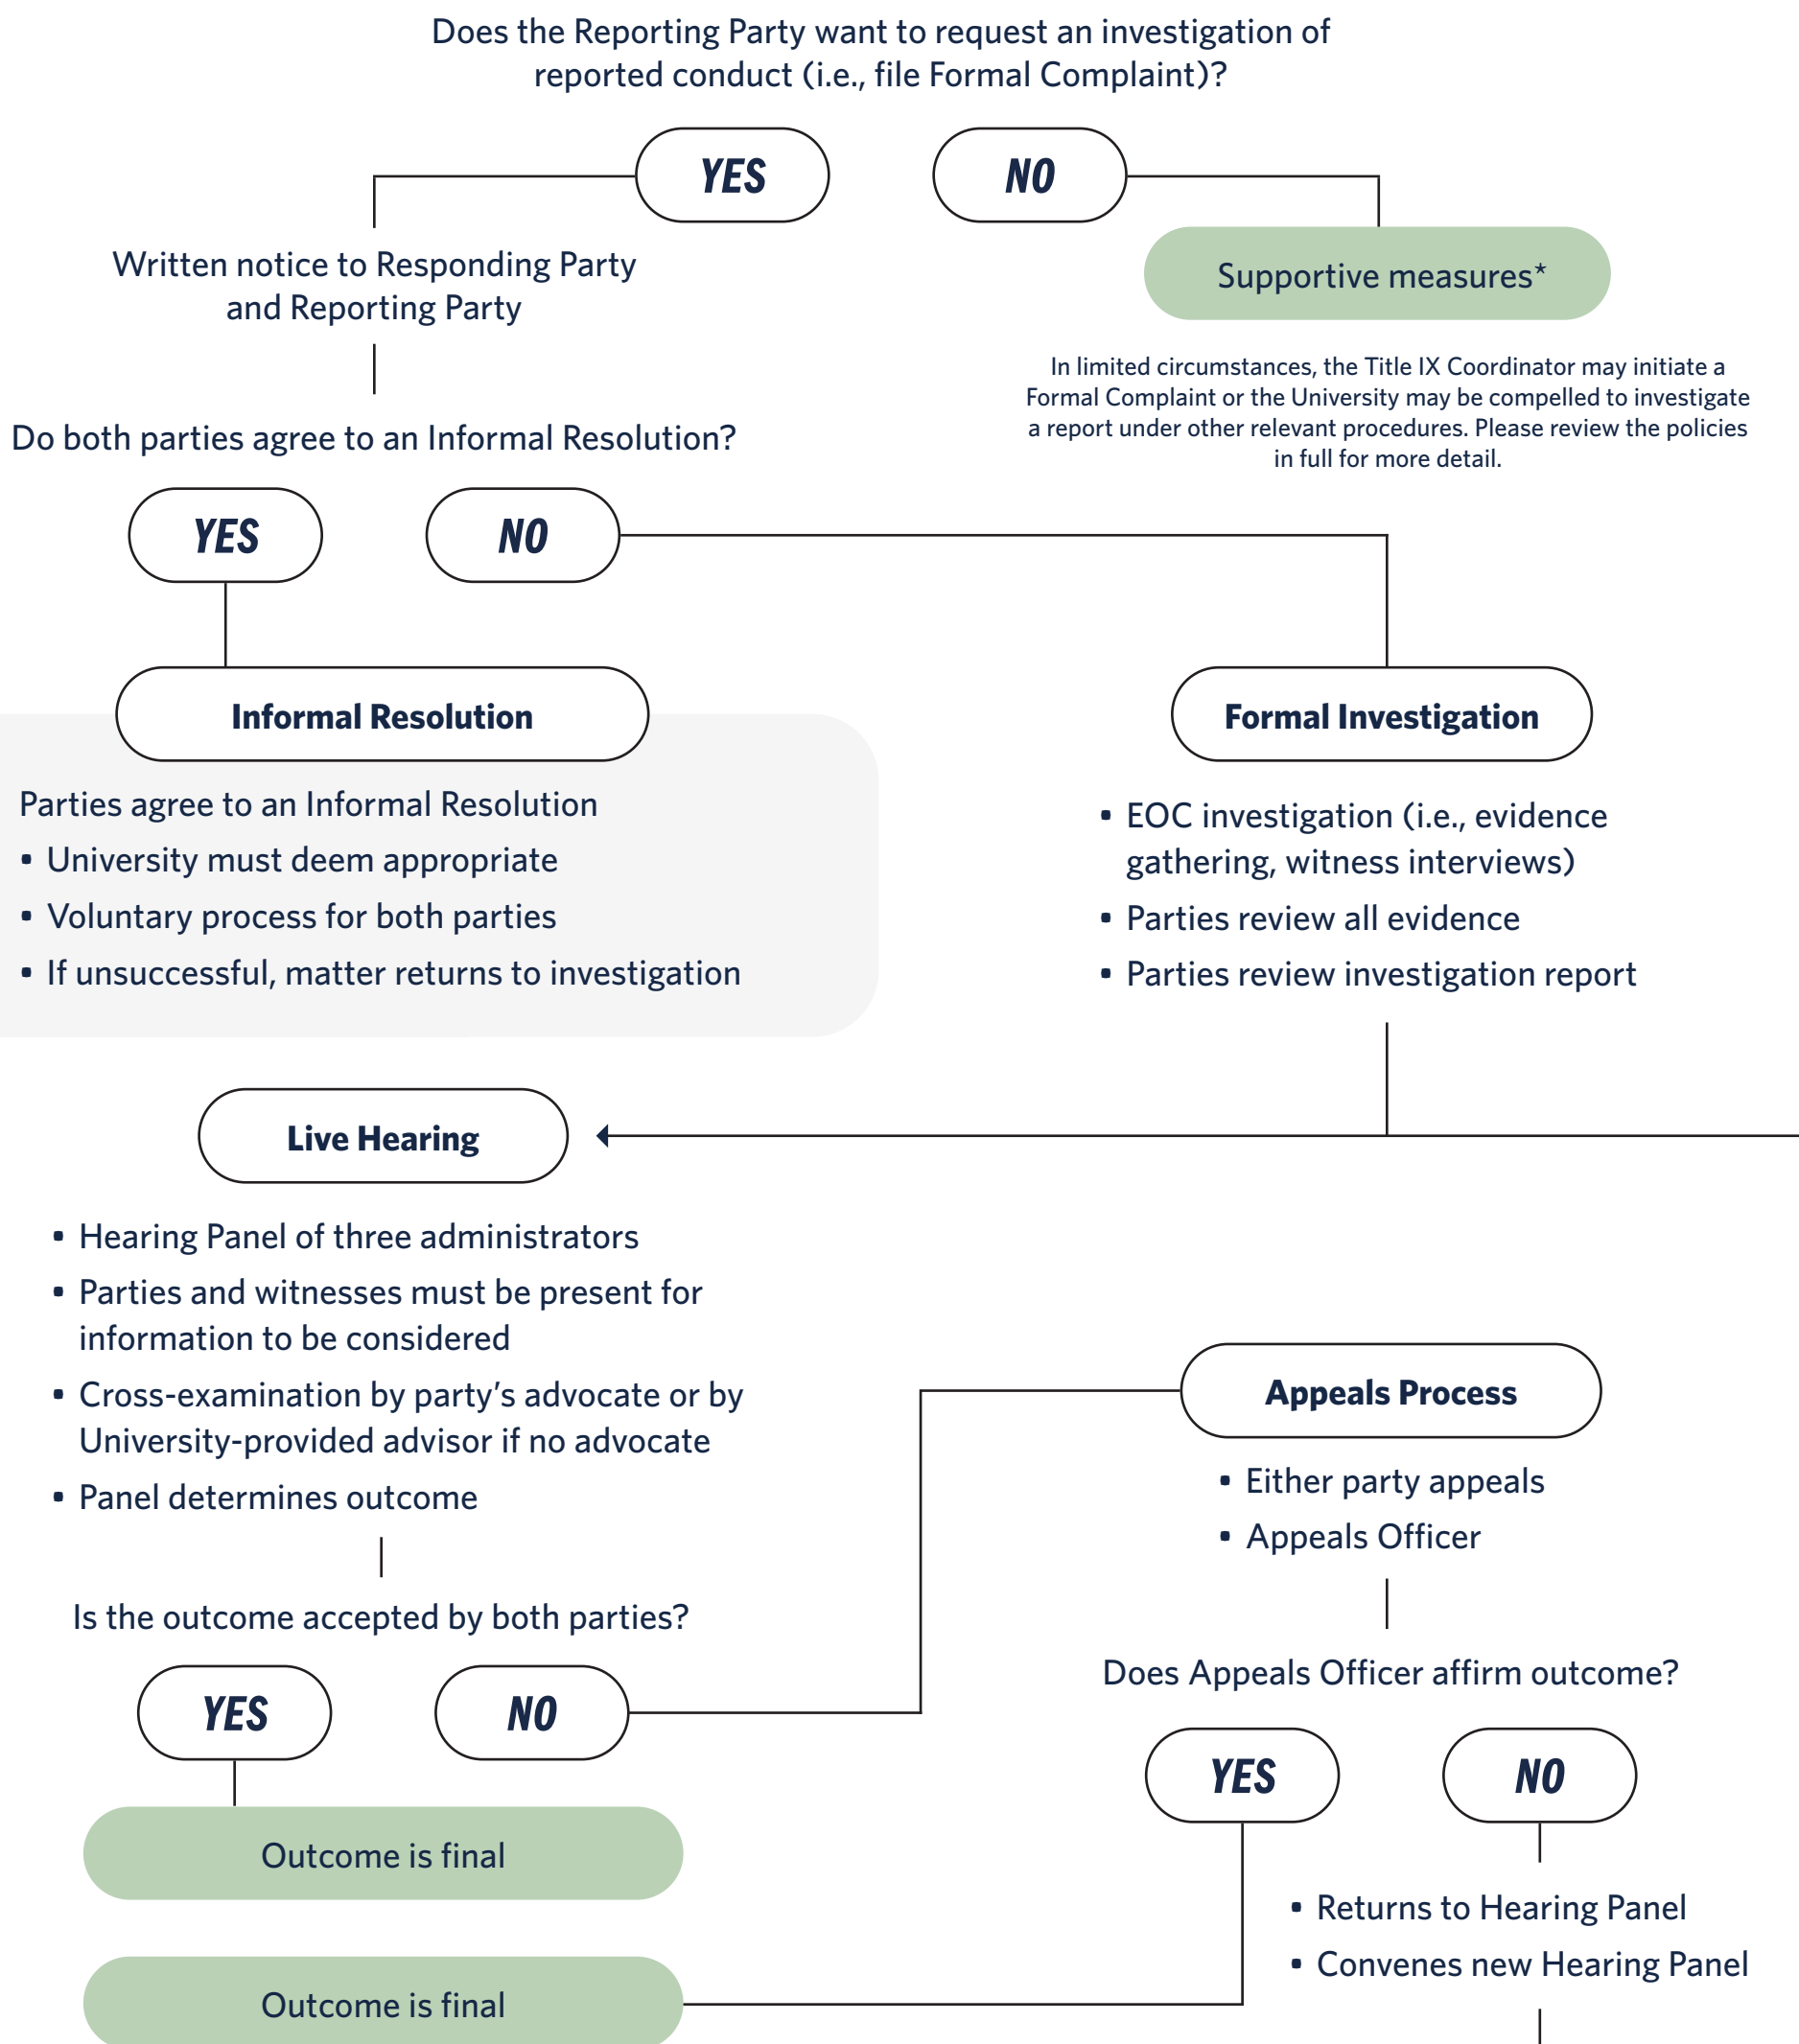 Does the Reporting Party want to request an investigation of
reported conduct (i.e., file Formal Complaint)?
YES
NO
Written notice to Responding Party
and Reporting Party
Supportive measures*
In limited circumstances, the Title IX Coordinator may initiate a
Formal Complaint or the University may be compelled to investigate
a report under other relevant procedures. Please review the policies
in full for more detail.
Do both parties agree to an Informal Resolution?
YES
NO
Informal Resolution
Parties agree to an Informal Resolution
▪ University must deem appropriate
▪ Voluntary process for both parties
▪ If unsuccessful, matter returns to investigation
Formal Investigation
▪ EOC investigation (i.e., evidence
gathering, witness interviews)
▪ Parties review all evidence
▪ Parties review investigation report
Live Hearing
▪ Hearing Panel of three administrators
▪ Parties and witnesses must be present for
information to be considered
▪ Cross-examination by party’s advocate or by
University-provided advisor if no advocate
▪ Panel determines outcome
Is the outcome accepted by both parties?
YES
NO
Outcome is final
Appeals Process
▪ Either party appeals
▪ Appeals Officer
Does Appeals Officer affirm outcome?
YES
NO
▪ Returns to Hearing Panel
▪ Convenes new Hearing Panel
Outcome is final